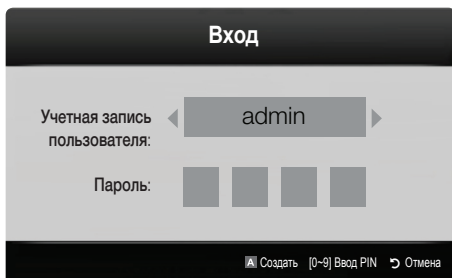 Вход
Учетная запись
пользователя:
admin
Пароль:
A Создать [0~9] Ввод PIN Отмена